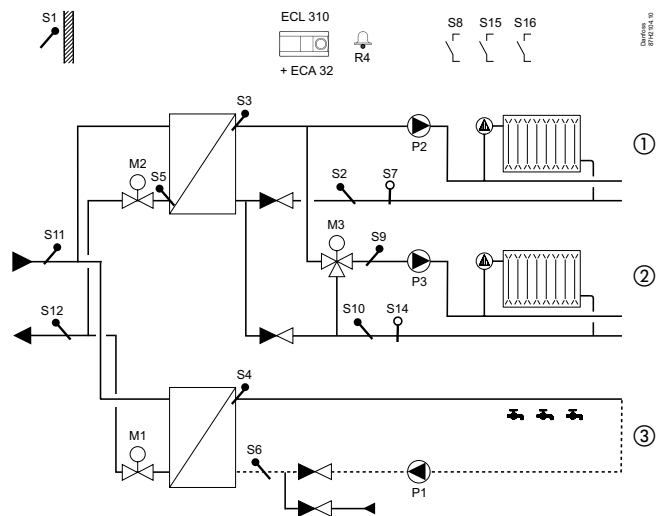 S1
ECL 310
+ ECA 32
R4
S8 S15 S16
Danfoss
87H2104.10
S3
P2
①
M2
S5
S2
S7
S11
M3
S9
P3
②
S12
S10
S14
S4
M1
S6
P1
③